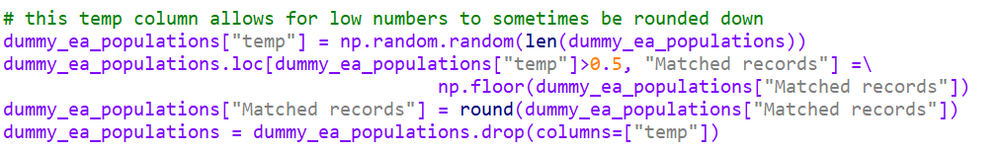 # this temp column allows for low numbers to sometimes be rounded down
dummy_ea_populations["temp"] = np.random.random(len(dummy_ea_populations))
dummy_ea_populations.loc[dummy_ea_populations["temp"]>0.5, "Matched records"] =\
np.floor(dummy_ea_populations["Matched records"])
dummy_ea_populations["Matched records"] = round(dummy_ea_populations["Matched records"])
dummy_ea_populations = dummy_ea_populations.drop(columns=["temp"])